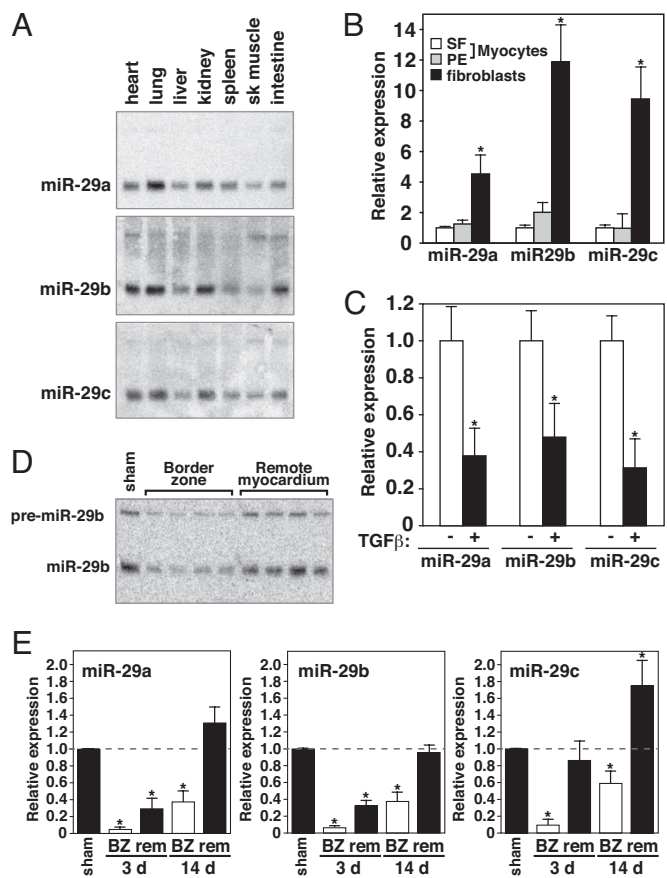 A
heart
lung
liver
kidney
spleen
sk muscle
intestine
miR-29a
miR-29b
miR-29c
B
Relative expression
14
12
10
8
6
4
2
0
SF
PE
Myocytes
fibroblasts
*
*
*
miR-29a
miR29b
miR-29c
C
Relative expression
1.2
1.0
0.8
0.6
0.4
0.2
0
*
*
*
TGFβ: - + - + - +
miR-29a miR-29b miR-29c
D
sham
Border
zone
Remote
myocardium
pre-miR-29b
miR-29b
E
miR-29a
Relative expression
2.0
1.8
1.6
1.4
1.2
1.0
0.8
0.6
0.4
0.2
0
* * *
sham
BZ rem BZ rem
3 d 14 d
miR-29b
Relative expression
2.0
1.8
1.6
1.4
1.2
1.0
0.8
0.6
0.4
0.2
0
* * *
sham
BZ rem BZ rem
3 d 14 d
miR-29c
Relative expression
2.0
1.8
1.6
1.4
1.2
1.0
0.8
0.6
0.4
0.2
0
* * *
sham
BZ rem BZ rem
3 d 14 d